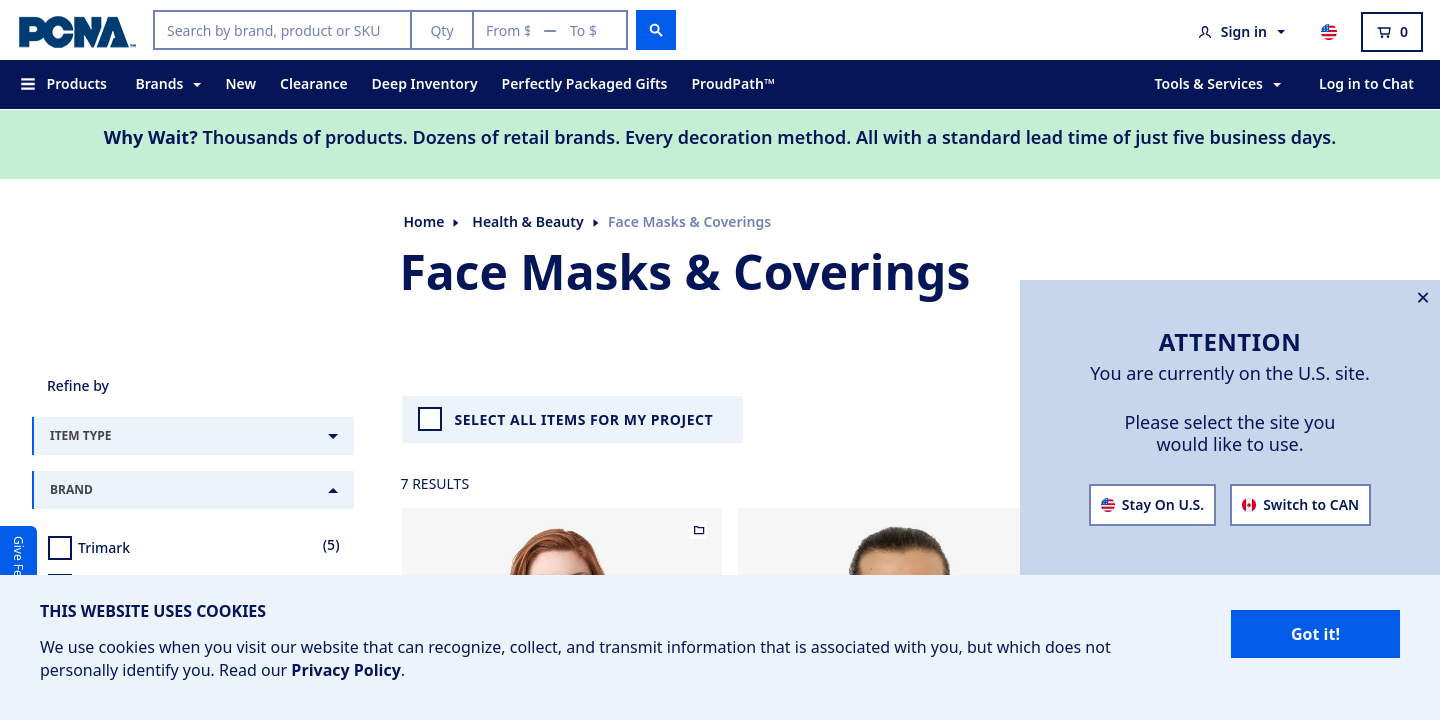 PCNA™
Search by brand, product or SKU
Qty
From $ — To $
Sign in
0
Products
Brands
New
Clearance
Deep Inventory
Perfectly Packaged Gifts
ProudPath™
Tools & Services
Log in to Chat
Why Wait? Thousands of products. Dozens of retail brands. Every decoration method. All with a standard lead time of just five business days.
Home
Health & Beauty
Face Masks & Coverings
Face Masks & Coverings
ATTENTION
You are currently on the U.S. site.
Please select the site you
would like to use.
Stay On U.S.
Switch to CAN
Refine by
ITEM TYPE
BRAND
Trimark
(5)
SELECT ALL ITEMS FOR MY PROJECT
7 RESULTS
Give
THIS WEBSITE USES COOKIES
We use cookies when you visit our website that can recognize, collect, and transmit information that is associated with you, but which does not
personally identify you. Read our Privacy Policy.
Got it!